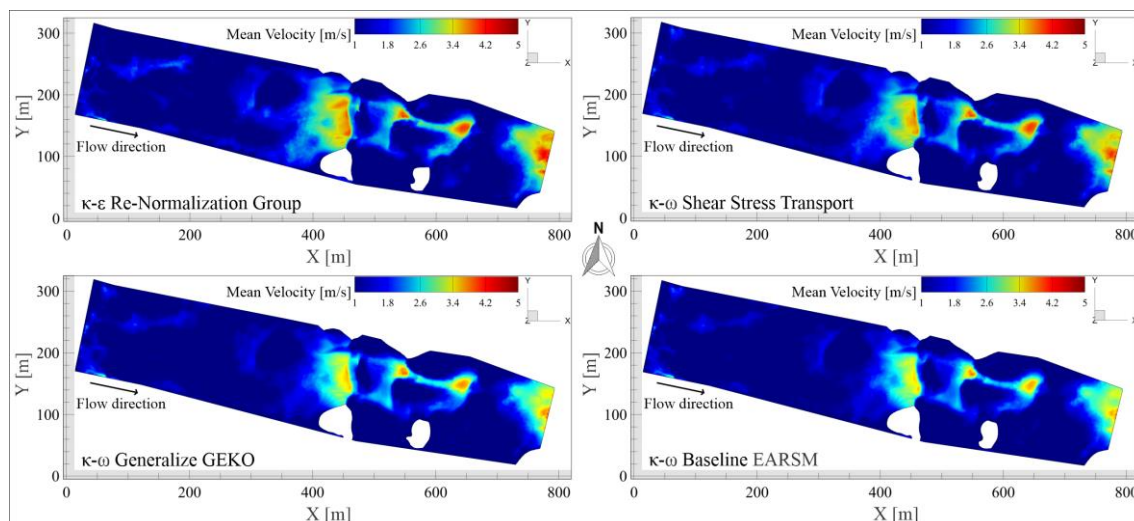 Mean Velocity [m/s]
1 1.8 2.6 3.4 4.2 5
Y
Z X
300
200
100
0
Y [m]
Flow direction
κ-ε Re-Normalization Group
0 200 400 600 800
X [m]
Mean Velocity [m/s]
1 1.8 2.6 3.4 4.2 5
Y
Z X
300
200
100
0
Y [m]
Flow direction
κ-ω Shear Stress Transport
0 200 400 600 800
X [m]
N
Mean Velocity [m/s]
1 1.8 2.6 3.4 4.2 5
Y
Z X
300
200
100
0
Y [m]
Flow direction
κ-ω Generalize GEKO
0 200 400 600 800
X [m]
Mean Velocity [m/s]
1 1.8 2.6 3.4 4.2 5
Y
Z X
300
200
100
0
Y [m]
Flow direction
κ-ω Baseline EARSM
0 200 400 600 800
X [m]